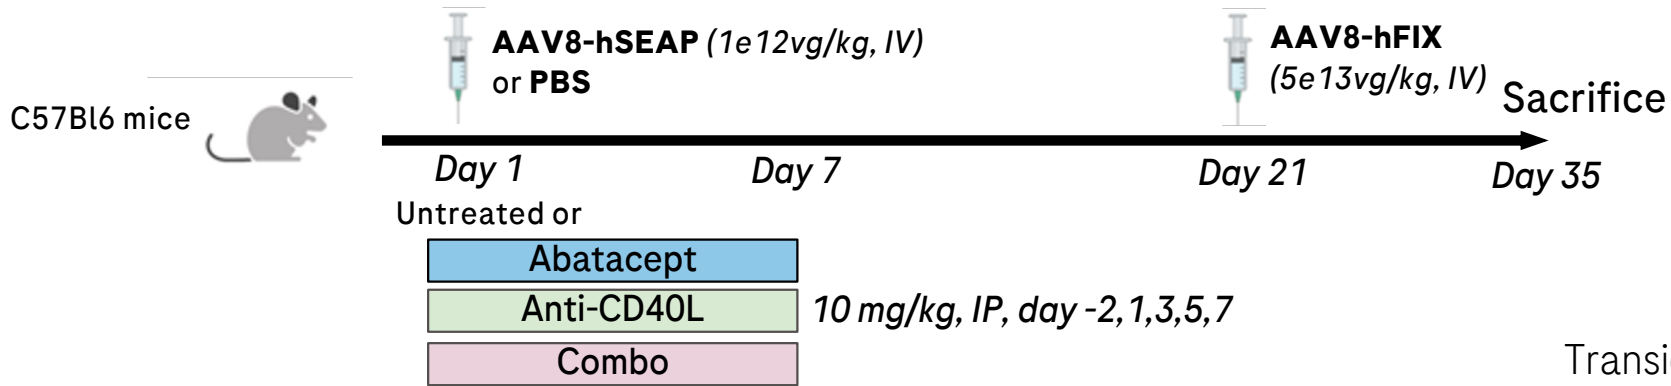 AAV8-hSEAP (1e12vg/kg, IV)
or PBS
AAV8-hFIX
(5e13vg/kg, IV)
Sacrifice
C57Bl6 mice
Day 1
Day 7
Day 21
Day 35
Untreated or
Abatacept
Anti-CD40L
10 mg/kg, IP, day -2,1,3,5,7
Combo